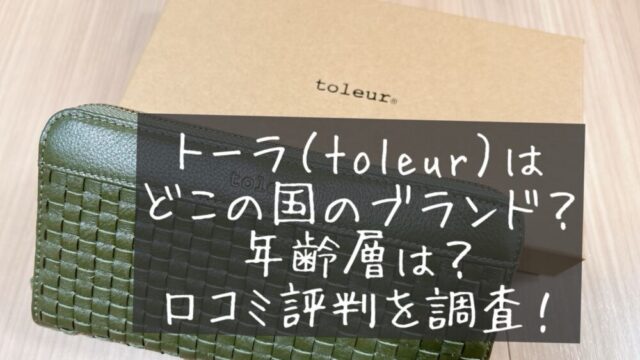 toleur®
トーラ(toleur)は
どこの国のブランド?
年齢層は?
口コミ評判を調査!